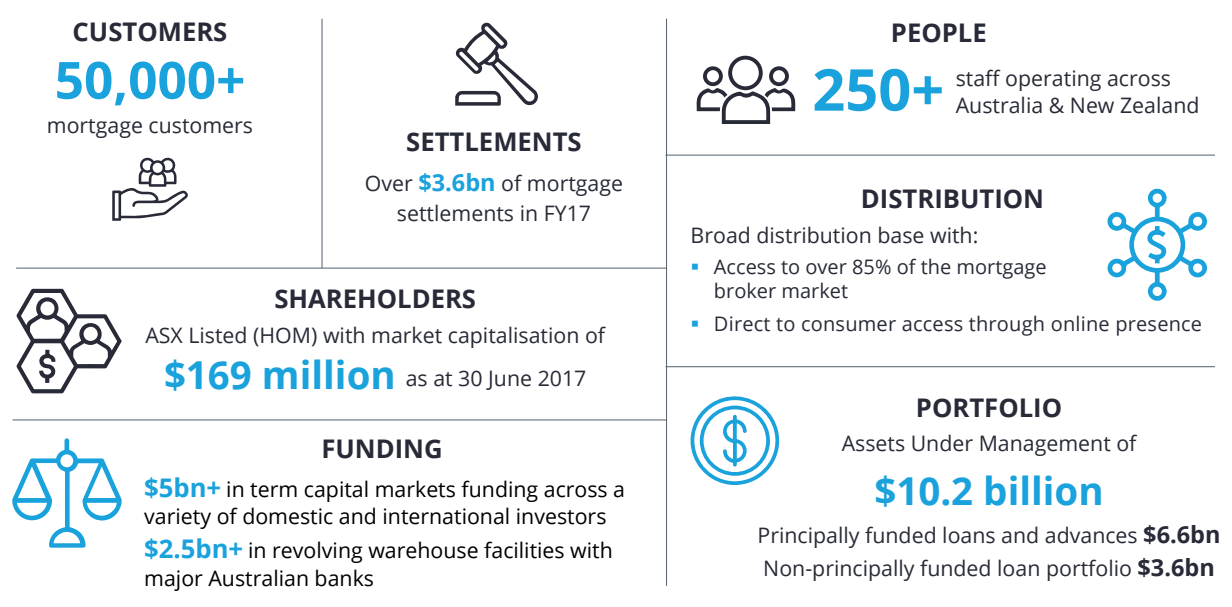 CUSTOMERS
50,000+
mortgage customers
SETTLEMENTS
Over $3.6bn of mortgage
settlements in FY17
PEOPLE
250+ staff operating across
Australia & New Zealand
DISTRIBUTION
Broad distribution base with:
▪ Access to over 85% of the mortgage
broker market
▪ Direct to consumer access through online presence
$
SHAREHOLDERS
ASX Listed (HOM) with market capitalisation of
$169 million as at 30 June 2017
$
FUNDING
$5bn+ in term capital markets funding across a
variety of domestic and international investors
$2.5bn+ in revolving warehouse facilities with
major Australian banks
$
PORTFOLIO
Assets Under Management of
$10.2 billion
Principally funded loans and advances $6.6bn
Non-principally funded loan portfolio $3.6bn